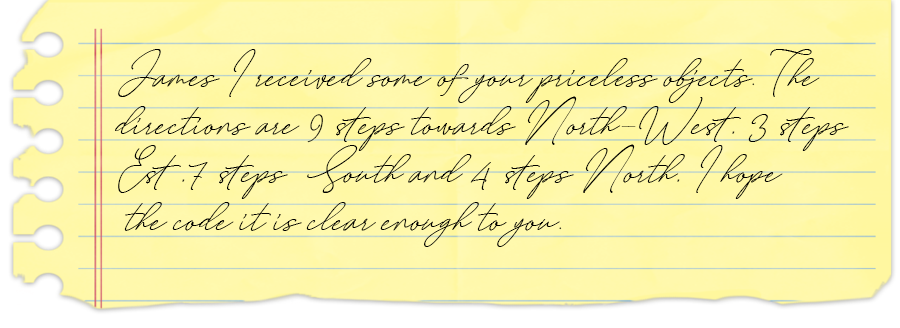 James I received some of your priceless objects. The
directions are 9 steps towards North-West. 3 steps
Est .7 steps South and 4 steps North. I hope
the code it is clear enough to you.